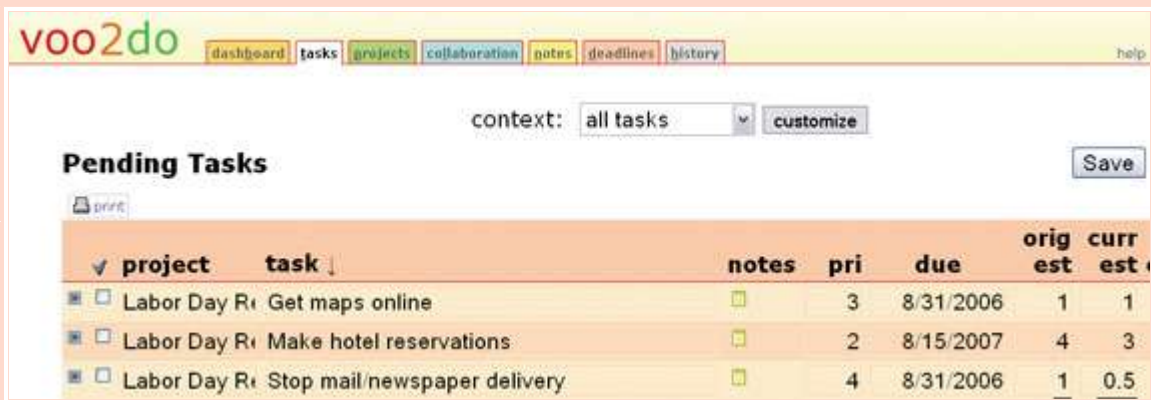 voo2do dashboard tasks projects collaboration notes deadlines history help
context: all tasks customize
Pending Tasks Save
print
project task ↓ notes pri due orig est curr est
Labor Day R Get maps online 3 8/31/2006 1 1
Labor Day R Make hotel reservations 2 8/15/2007 4 3
Labor Day R Stop mail/newspaper delivery 4 8/31/2006 1 0.5